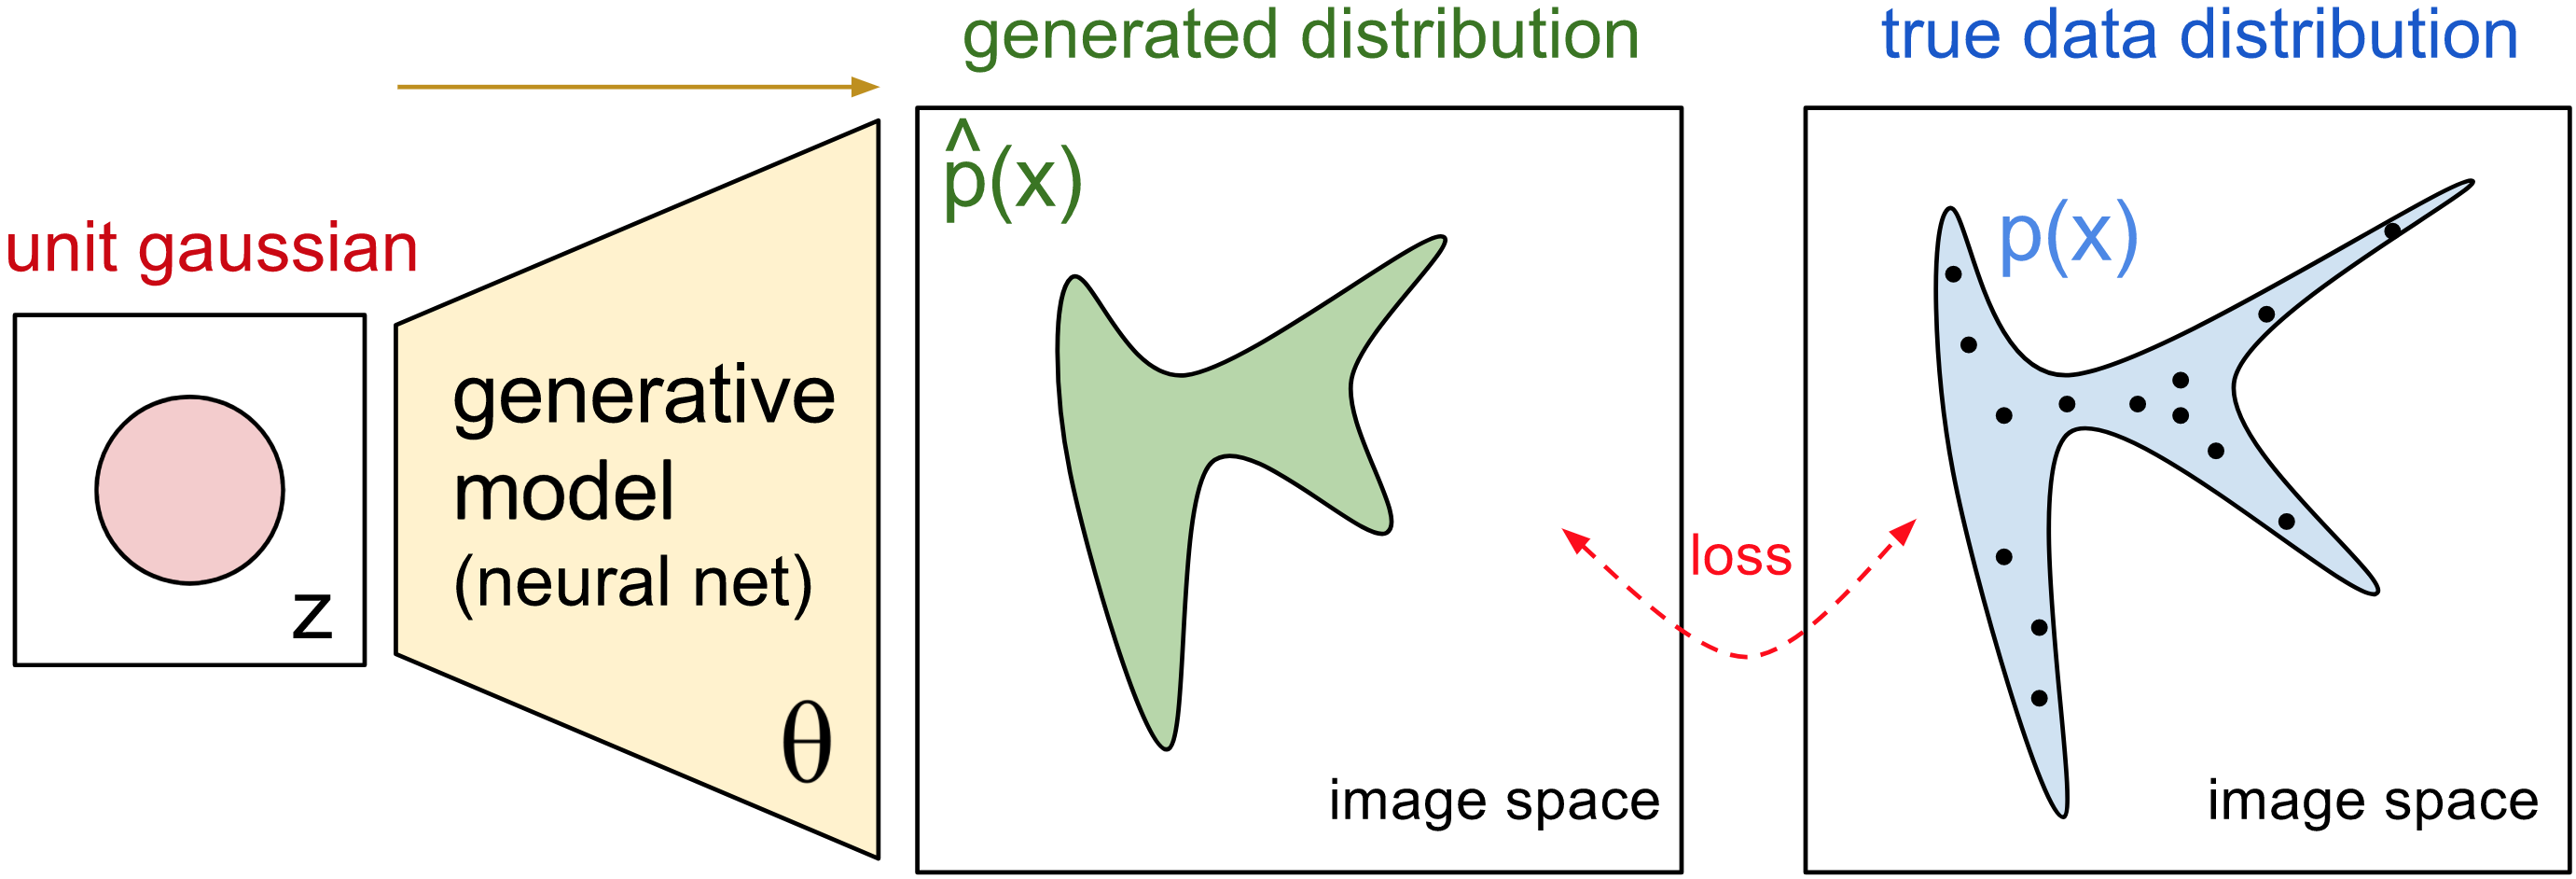 generated distribution
true data distribution
unit gaussian
z
generative
model
(neural net)
θ
p̂(x)
image space
loss
p(x)
image space